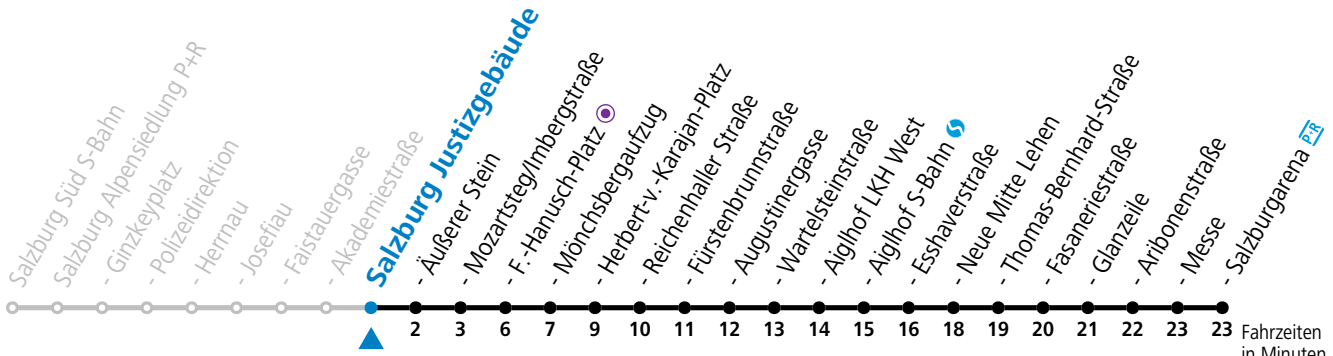 Salzburg Süd S-Bahn
Salzburg Alpensiedlung P+R
- Ginzkeyplatz
- Polizeidirektion
- Herrnau
- Josefiau
- Faistauergasse
- Akademiestraße
Salzburg Justizgebäude
- Äußerer Stein
- Mozartsteg/Imbergstraße
- F.-Hanusch-Platz
- Mönchsbergaufzug
- Herbert-v.-Karajan-Platz
- Reichenhaller Straße
- Fürstenbrunnstraße
- Augustinergasse
- Wartelsteinstraße
- Aiglhof LKH West
- Aiglhof S-Bahn
- Esshaverstraße
- Neue Mitte Lehen
- Thomas-Bernhard-Straße
- Fasaneriestraße
- Glanzeile
- Aribonenstraße
- Messe
- Salzburgarena P+R
2 3 6 7 9 10 11 12 13 14 15 16 18 19 20 21 22 23 23 Fahrzeiten
in Minuten